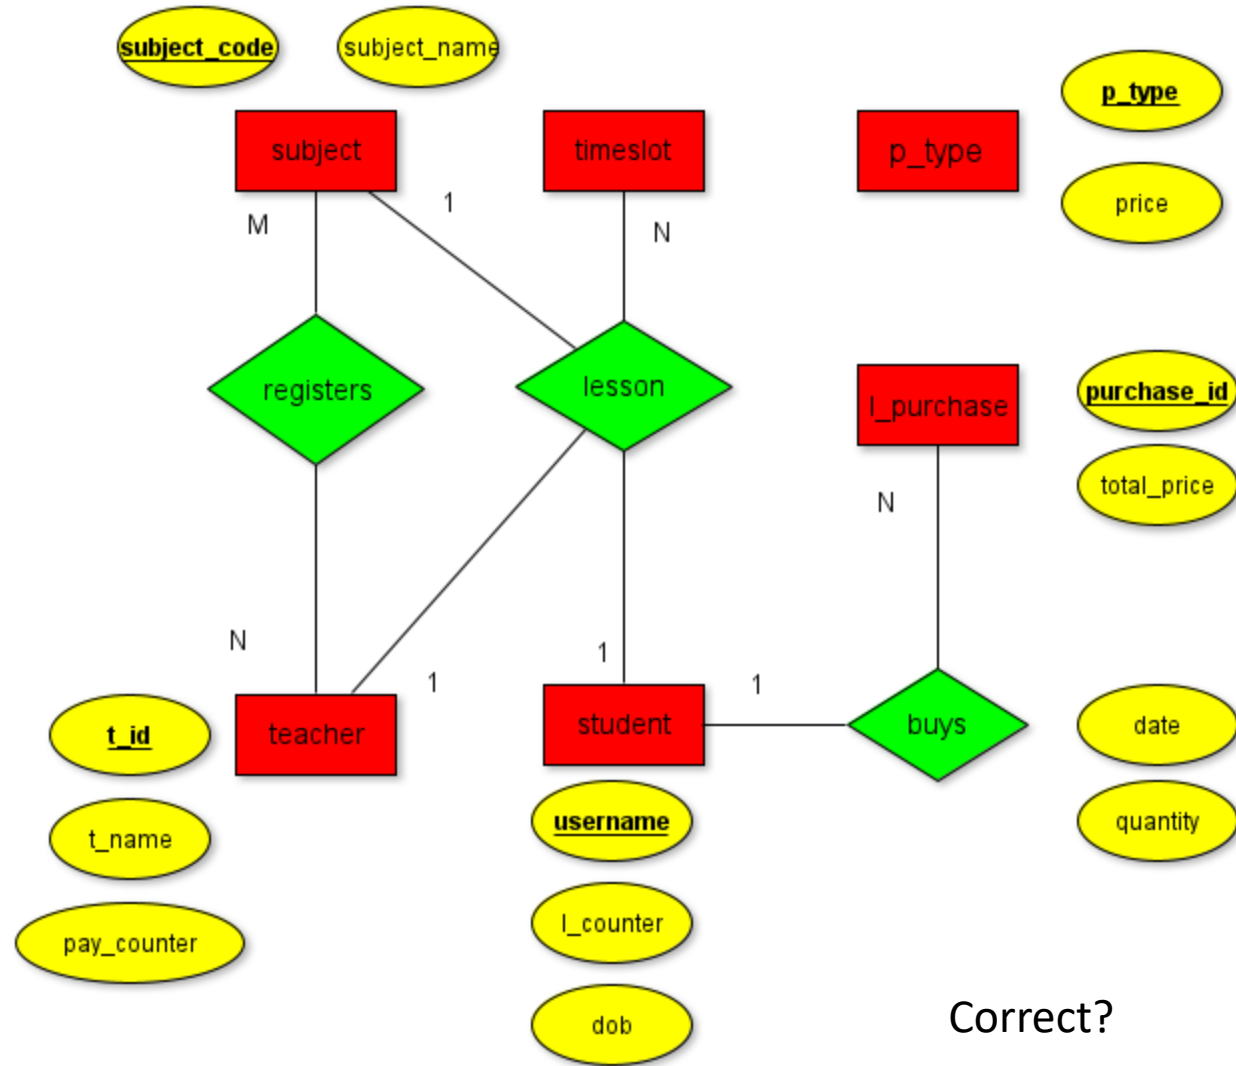 subject_code
subject_name
subject
timeslot
p_type
p_type
price
M
1
N
registers
lesson
l_purchase
purchase_id
total_price
N
N
1
1
1
t_id
t_name
pay_counter
teacher
student
username
l_counter
dob
buys
date
quantity
Correct?